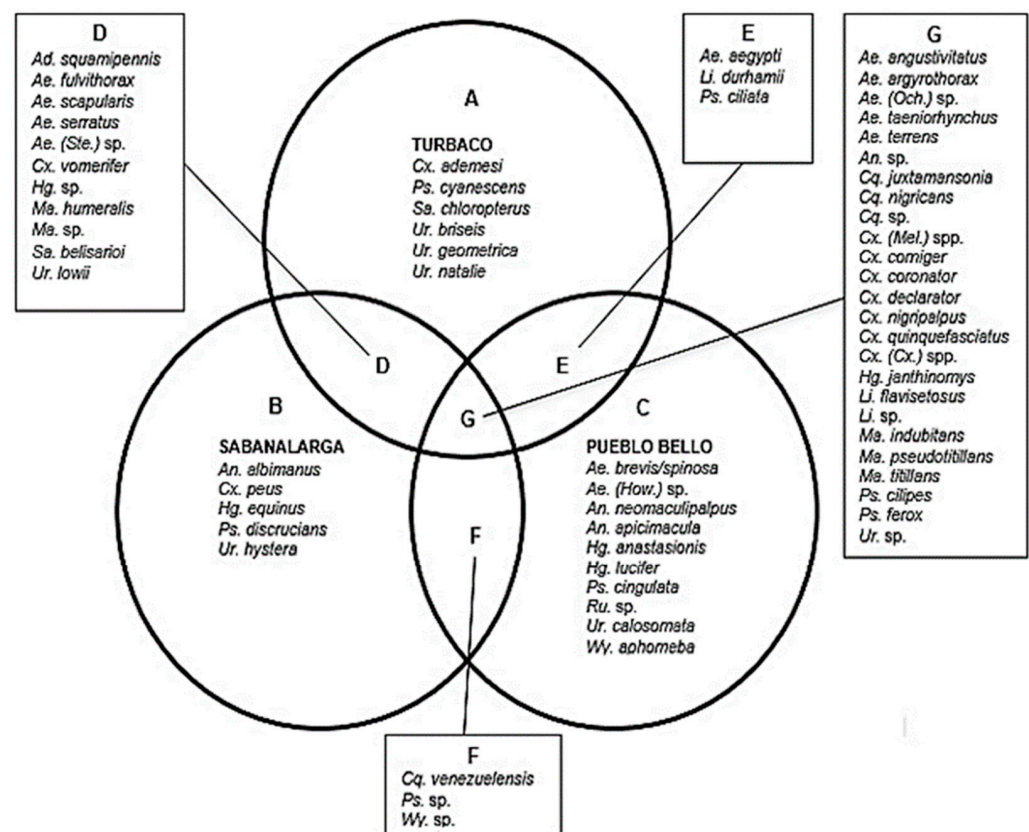 D
Ad. squamipennis
Ae. fulvithorax
Ae. scapularis
Ae. serratus
Ae. (Ste.) sp.
Cx. vomerifer
Hg. sp.
Ma. humeralis
Ma. sp.
Sa. belisarioi
Ur. lowii
A
TURBACO
Cx. ademesi
Ps. cyanescens
Sa. chloropterus
Ur. briseis
Ur. geometrica
Ur. natalie
E
Ae. aegypti
Li. durhamii
Ps. ciliata
G
Ae. angustivitatus
Ae. argyrothorax
Ae. (Och.) sp.
Ae. taeniorhynchus
Ae. terrens
An. sp.
Cq. juxtamansonia
Cq. nigricans
Cq. sp.
Cx. (Mel.) spp.
Cx. corniger
Cx. coronator
Cx. declarator
Cx. nigripalpus
Cx. quinquefasciatus
Cx. (Cx.) spp.
Hg. janthinomys
Li. flavisetosus
Li. sp.
Ma. indubitans
Ma. pseudotitillans
Ma. titillans
Ps. cilipes
Ps. ferox
Ur. sp.
D
E
G
B
SABANALARGA
An. albimanus
Cx. peus
Hg. equinus
Ps. discrucians
Ur. hystera
C
PUEBLO BELLO
Ae. brevis/spinosa
Ae. (How.) sp.
An. neomaculipalpus
An. apicimacula
Hg. anastasionis
Hg. lucifer
Ps. cingulata
Ru. sp.
Ur. calosomata
Wy. aphomeba
F
F
Cq. venezuelensis
Ps. sp.
Wy. sp.